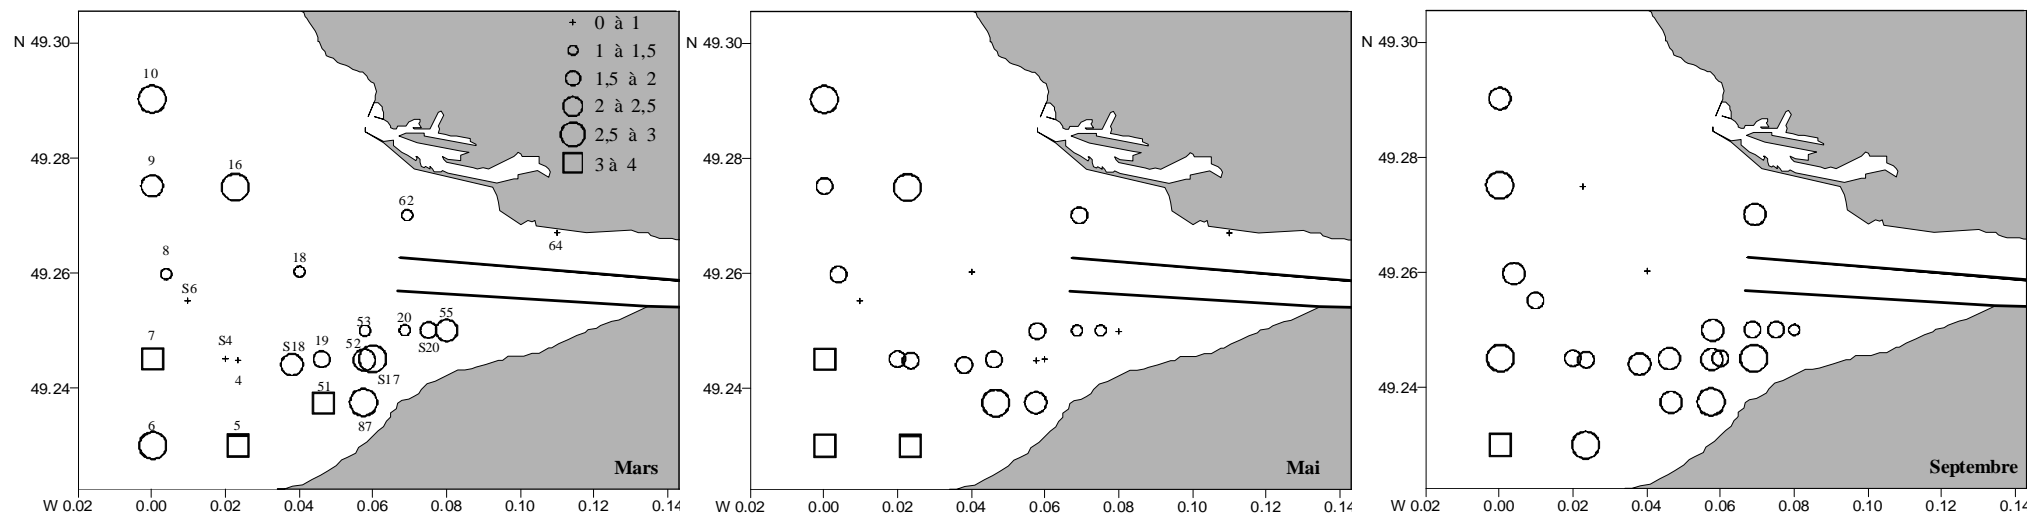 0 à 1
1 à 1,5
1,5 à 2
2 à 2,5
2,5 à 3
3 à 4
N 49.30
49.28
49.26
49.24
10
9
16
62
64
8
18
S6
7
S4
4
S18
19
53
52
20
55
S20
S17
51
87
6
5
Mars
W 0.02 0.00 0.02 0.04 0.06 0.08 0.10 0.12 0.14
N 49.30
49.28
49.26
49.24
Mai
W 0.02 0.00 0.02 0.04 0.06 0.08 0.10 0.12 0.14
N 49.30
49.28
49.26
49.24
Septembre
W 0.02 0.00 0.02 0.04 0.06 0.08 0.10 0.12 0.14